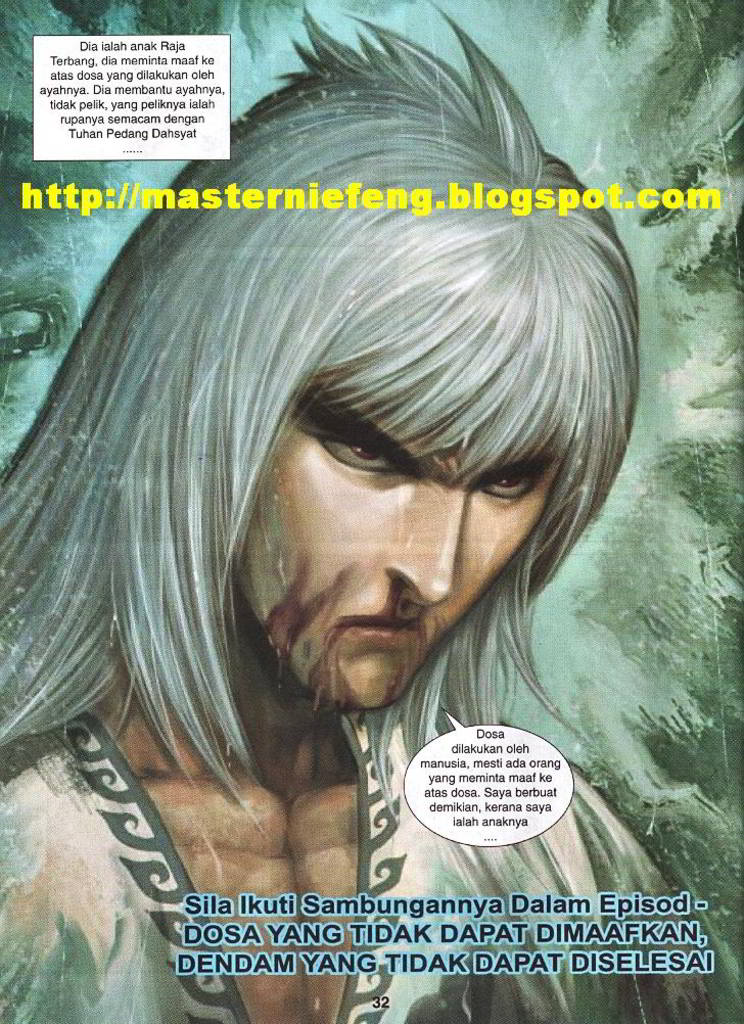 Dia ialah anak Raja
Terbang, dia meminta maaf ke
atas dosa yang dilakukan oleh
ayahnya. Dia membantu ayahnya,
tidak pelik, yang peliknya ialah
rupanya semacam dengan
Tuhan Pedang Dahsyat
......
http://masterniefeng.blogspot.com
Dosa
dilakukan oleh
manusia, mesti ada orang
yang meminta maaf ke
atas dosa. Saya berbuat
demikian, kerana saya
ialah anaknya
....
Sila Ikuti Sambungannya Dalam Episod -
DOSA YANG TIDAK DAPAT DIMAAFKAN,
DENDAM YANG TIDAK DAPAT DISELESAI
32